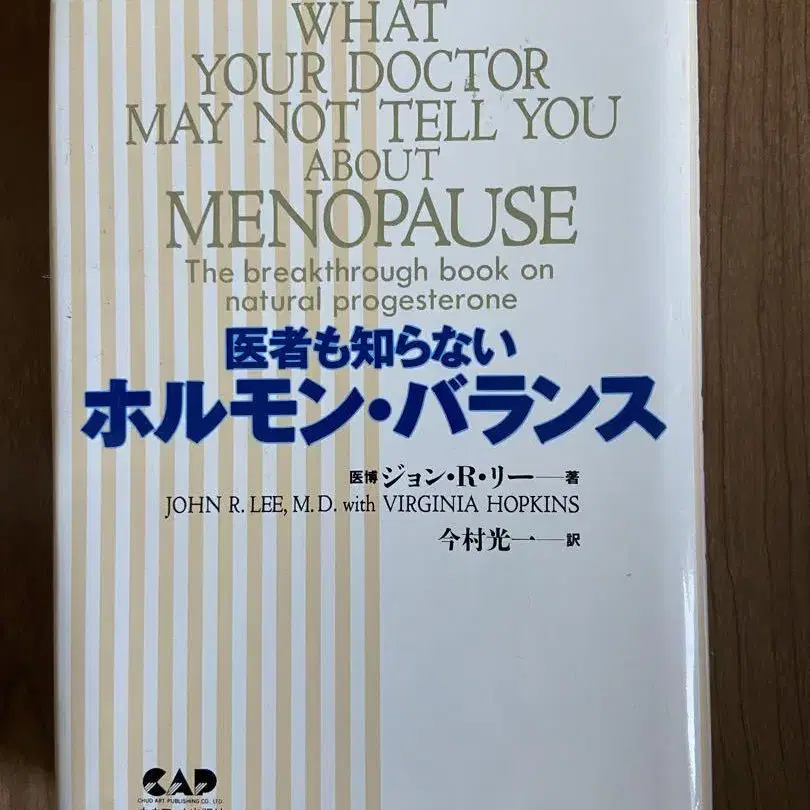 WHAT
YOUR DOCTOR
MAY NOT TELL YOU
ABOUT
MENOPAUSE
The breakthrough book on
natural progesterone
医者も知らない
ホルモン・バランス
医博 ジョン・R・リー——著
JOHN R. LEE, M.D. with VIRGINIA HOPKINS
今村光一——訳
CAP
CHUO ART PUBLISHING CO., LTD.